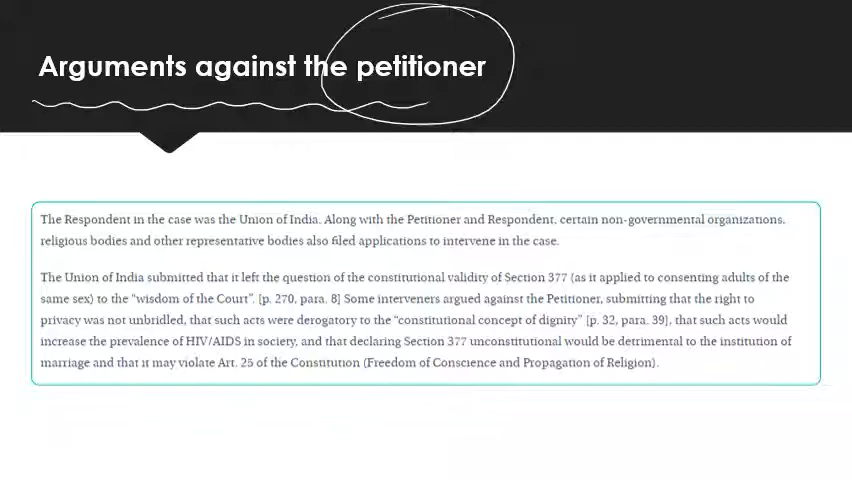 Arguments against the petitioner
The Respondent in the case was the Union of India. Along with the Petitioner and Respondent, certain non-governmental organizations,
religious bodies and other representative bodies also filed applications to intervene in the case.
The Union of India submitted that it left the question of the constitutional validity of Section 377 (as it applied to consenting adults of the
same sex) to the “wisdom of the Court”. [p. 270, para. 8] Some interveners argued against the Petitioner, submitting that the right to
privacy was not unbridled, that such acts were derogatory to the “constitutional concept of dignity” [p. 32, para. 39], that such acts would
increase the prevalence of HIV/AIDS in society, and that declaring Section 377 unconstitutional would be detrimental to the institution of
marriage and that it may violate Art. 25 of the Constitution (Freedom of Conscience and Propagation of Religion).